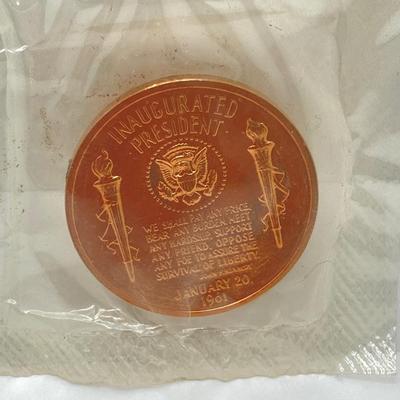 INAUGURATED
PRESIDENT
WE SHALL PAY ANY PRICE,
BEAR ANY BURDEN, MEET
ANY HARDSHIP, SUPPORT
ANY FRIEND, OPPOSE
ANY FOE TO ASSURE THE
SURVIVAL OF LIBERTY.
JANUARY 20,
1961